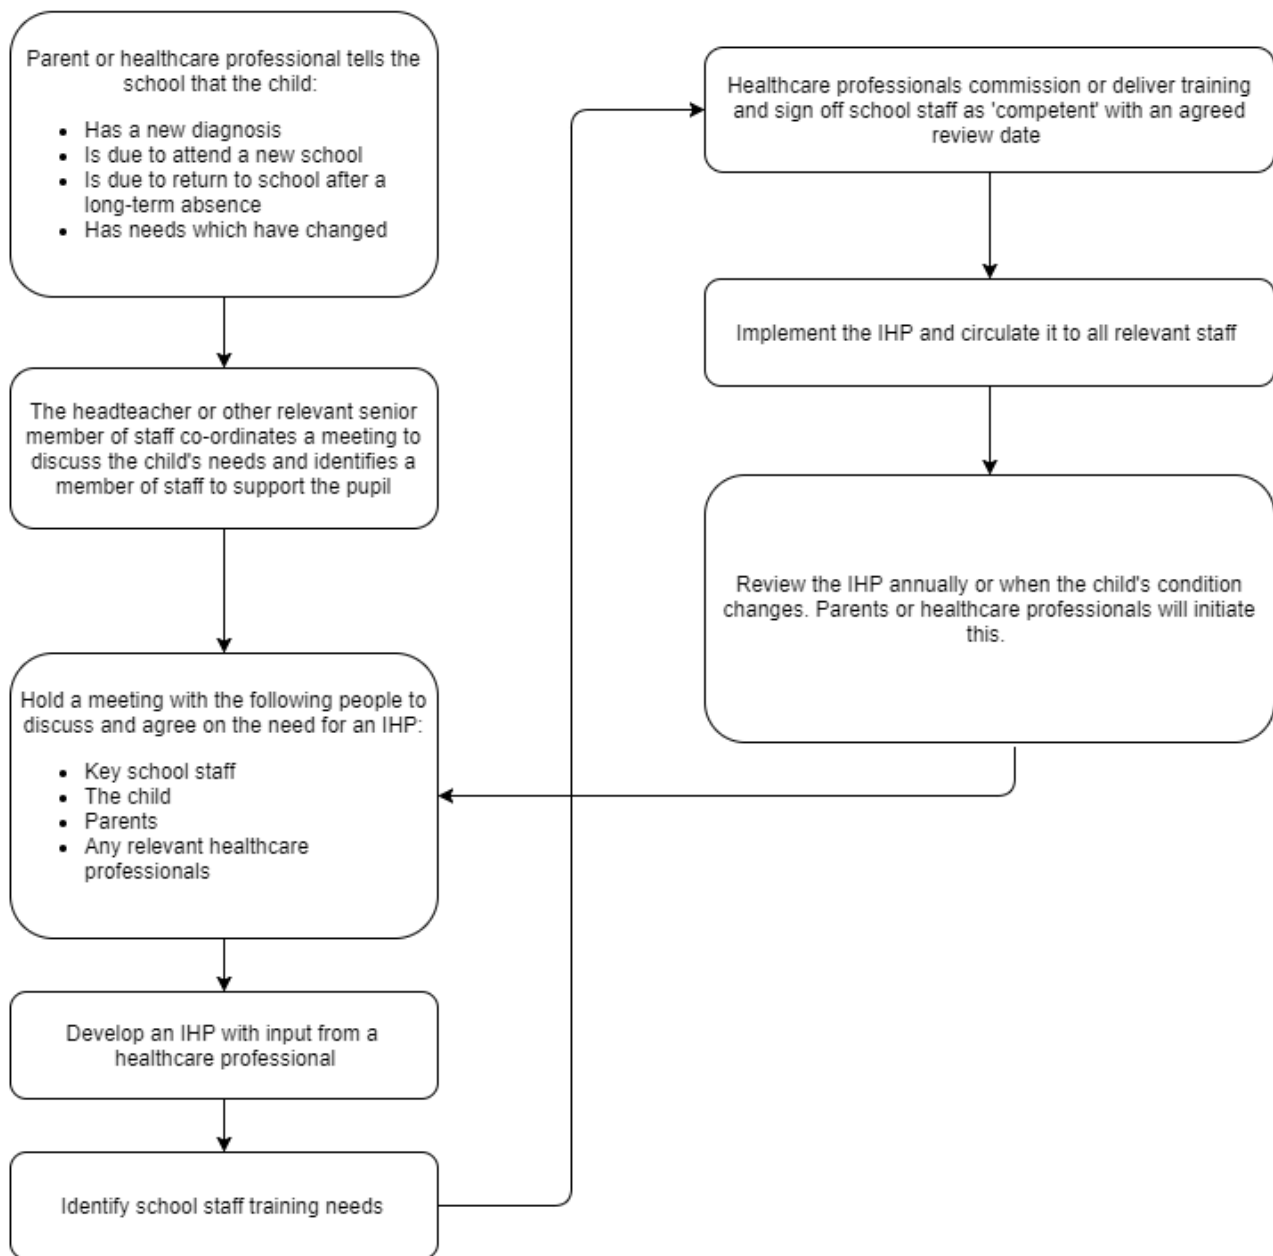 Parent or healthcare professional tells the
school that the child:
• Has a new diagnosis
• Is due to attend a new school
• Is due to return to school after a
long-term absence
• Has needs which have changed
The headteacher or other relevant senior
member of staff co-ordinates a meeting to
discuss the child's needs and identifies a
member of staff to support the pupil
Hold a meeting with the following people to
discuss and agree on the need for an IHP:
• Key school staff
• The child
• Parents
• Any relevant healthcare
professionals
Develop an IHP with input from a
healthcare professional
Identify school staff training needs
Healthcare professionals commission or deliver training
and sign off school staff as 'competent' with an agreed
review date
Implement the IHP and circulate it to all relevant staff
Review the IHP annually or when the child's condition
changes. Parents or healthcare professionals will initiate
this.